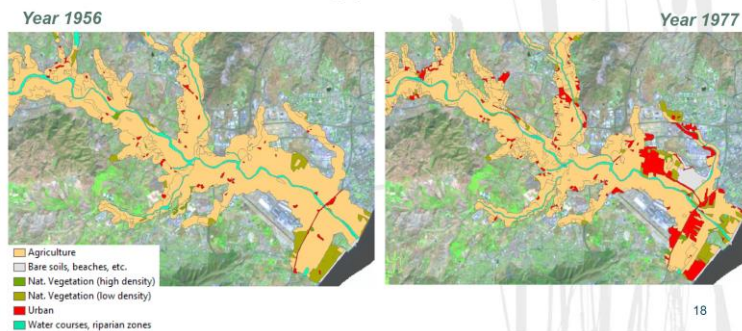 Year 1956
Year 1977
Agriculture
Bare soils, beaches, etc.
Nat. Vegetation (high density)
Nat. Vegetation (low density)
Urban
Water courses, riparian zones
18